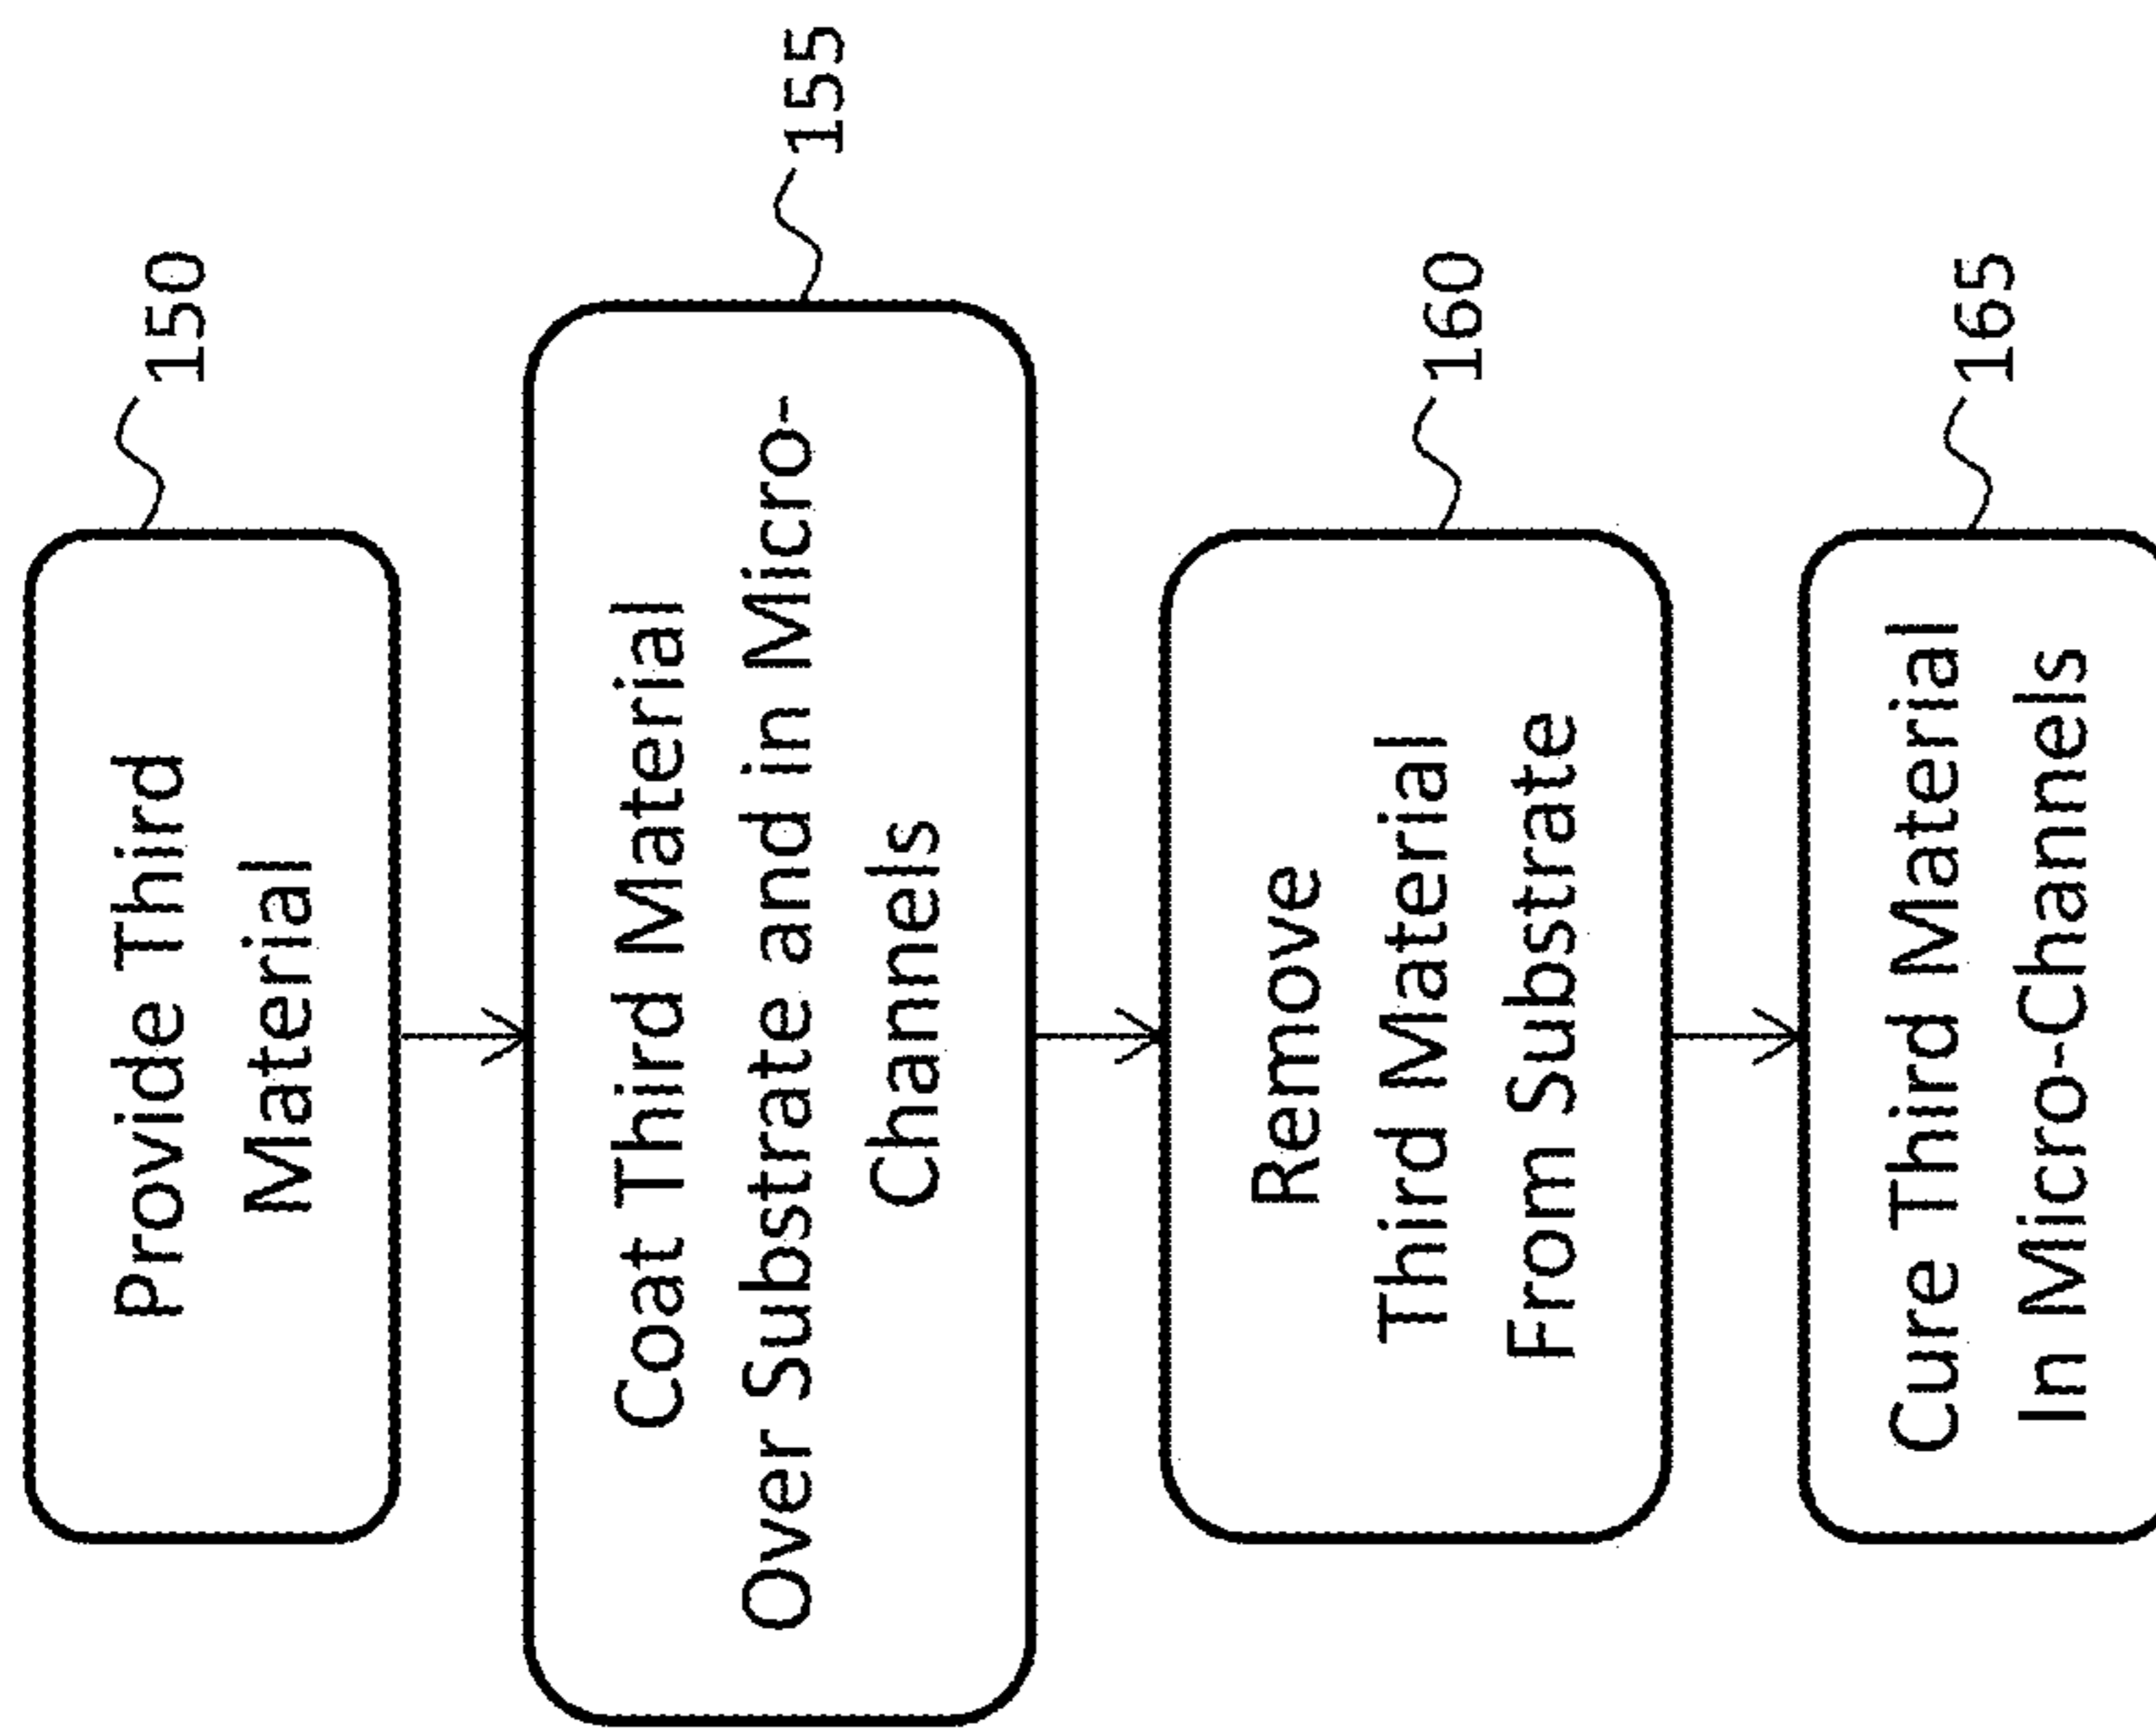 Provide Third
Material
150
Coat Third Material
Over Substrate and in Micro-
Channels
155
Remove
Third Material
From Substrate
160
Cure Third Material
In Micro-Channels
165